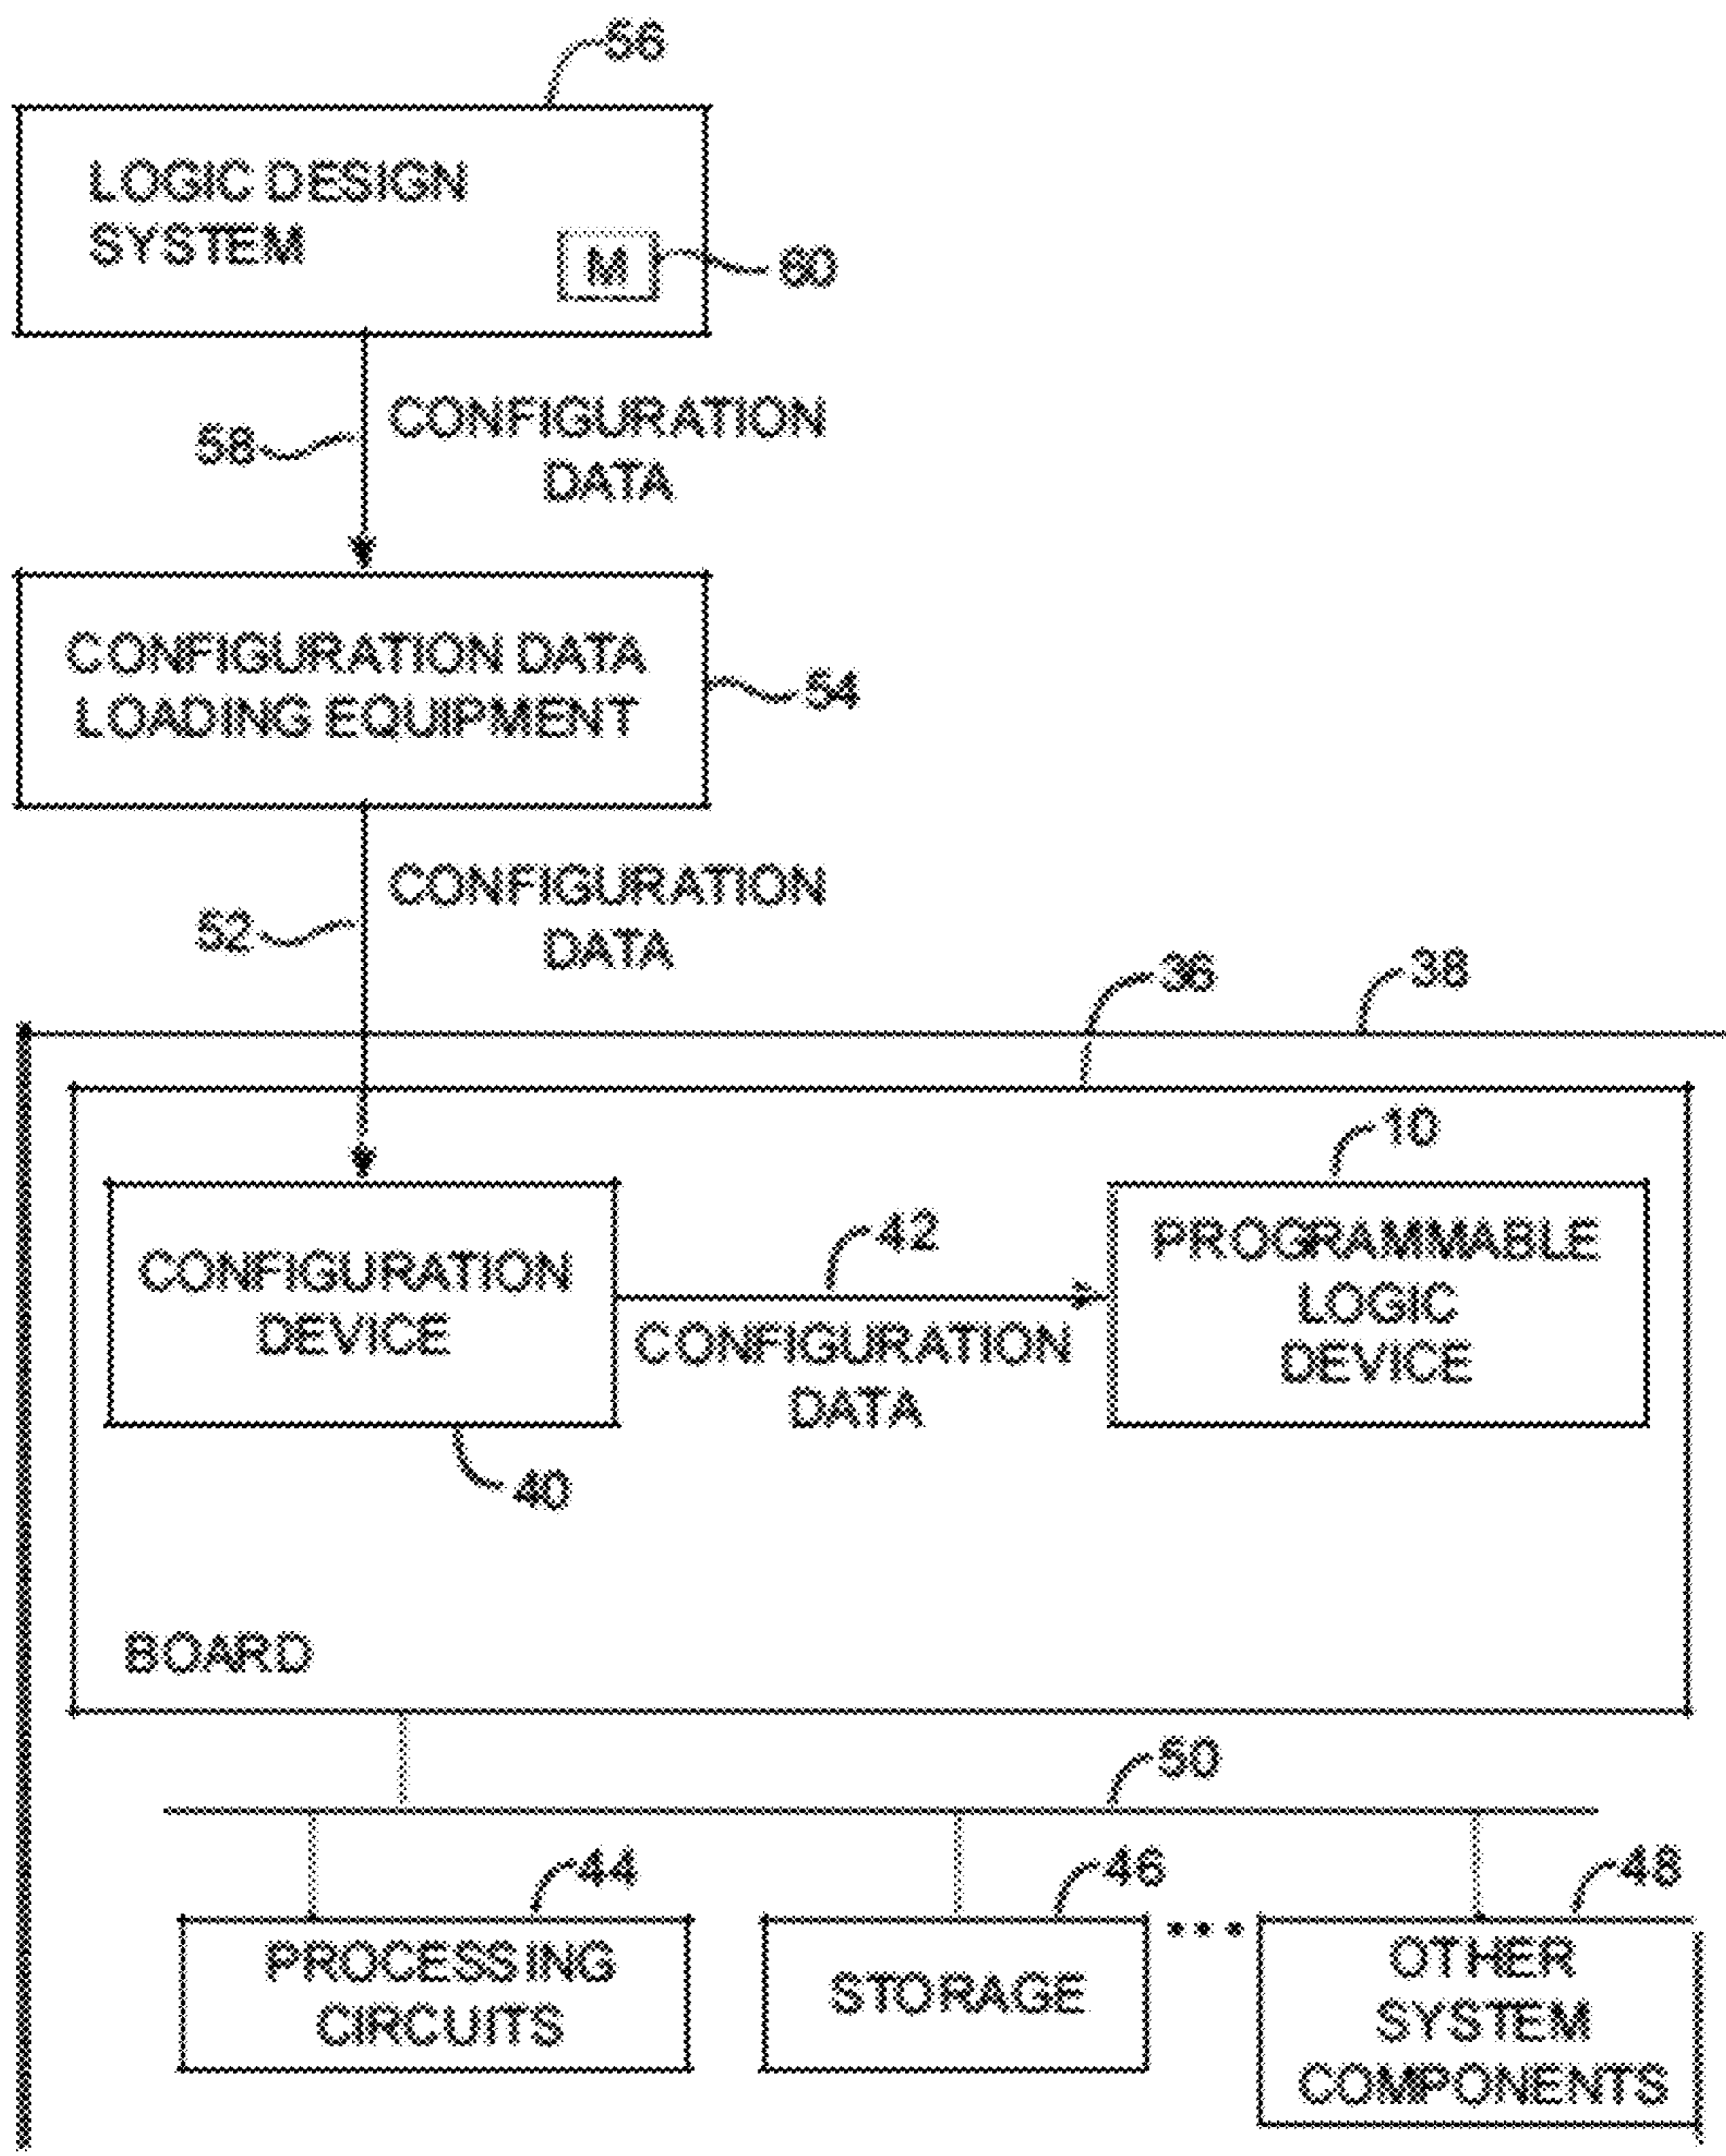 56
LOGIC DESIGN
SYSTEM
M
60
58
CONFIGURATION
DATA
CONFIGURATION DATA
LOADING EQUIPMENT
54
52
CONFIGURATION
DATA
36
38
10
CONFIGURATION
DEVICE
42
CONFIGURATION
DATA
PROGRAMMABLE
LOGIC
DEVICE
40
BOARD
50
44
46
48
PROCESSING
CIRCUITS
STORAGE
•••
OTHER
SYSTEM
COMPONENTS